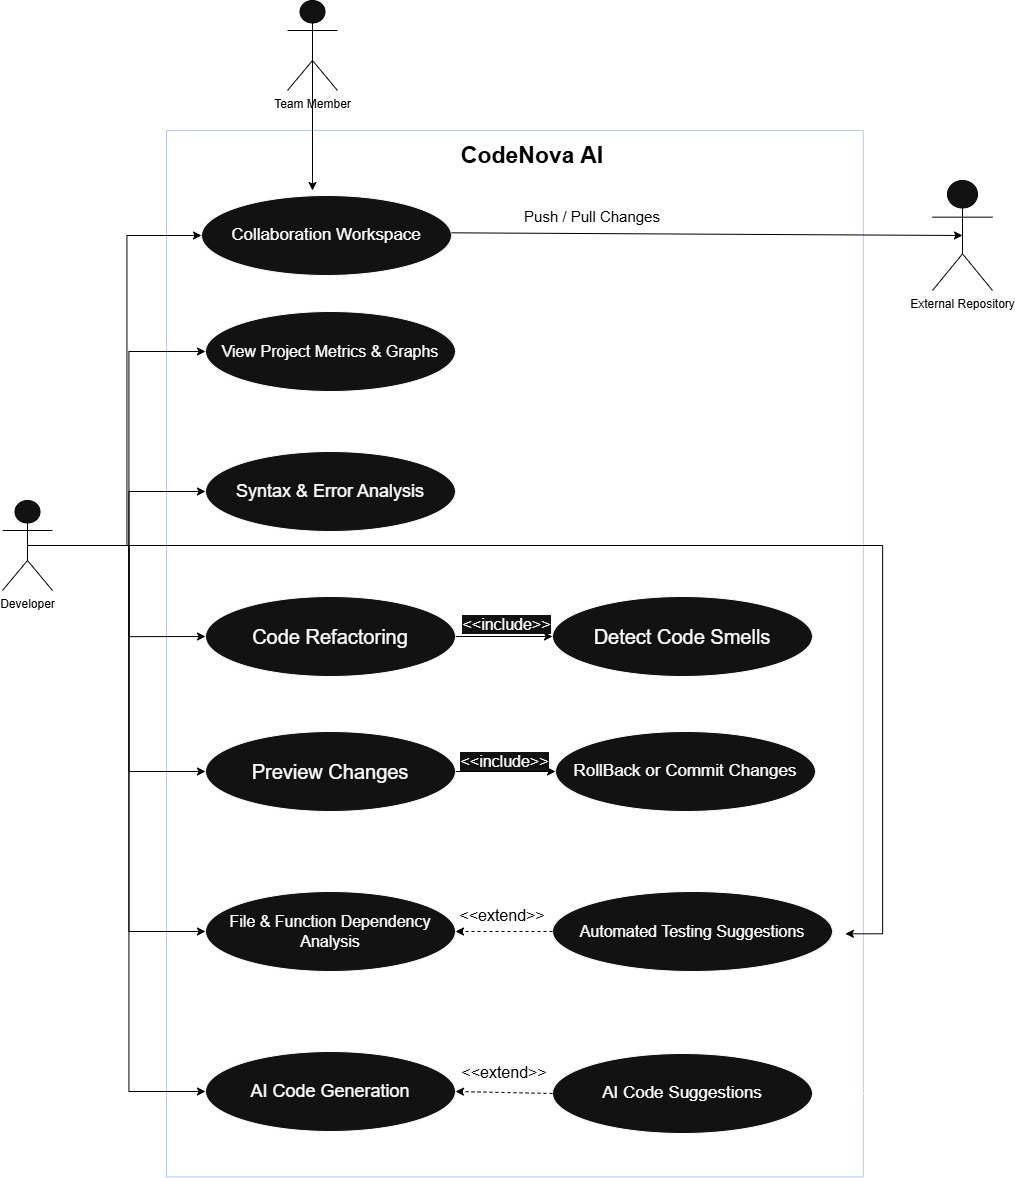 Team Member
CodeNova AI
Collaboration Workspace
Push / Pull Changes
External Repository
View Project Metrics & Graphs
Syntax & Error Analysis
Developer
Code Refactoring
<<include>>
Detect Code Smells
Preview Changes
<<include>>
RollBack or Commit Changes
File & Function Dependency
Analysis
<<extend>>
Automated Testing Suggestions
AI Code Generation
<<extend>>
AI Code Suggestions